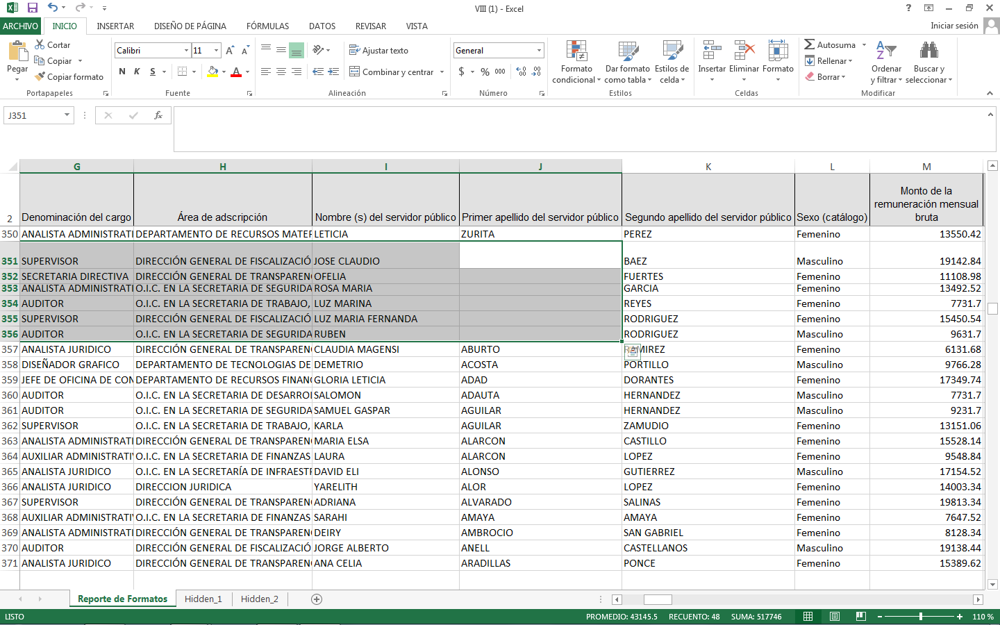 VIII (1) - Excel
ARCHIVO INICIO INSERTAR DISEÑO DE PÁGINA FÓRMULAS DATOS REVISAR VISTA Iniciar sesión
Pegar Cortar Copiar Copiar formato Portapapeles
Calibri 11 N K S Fuente
Ajustar texto Combinar y centrar Alineación
General $ % 000 Número
Formato condicional Dar formato como tabla Estilos de celda Estilos
Insertar Eliminar Formato Celdas
Autosuma Rellenar Borrar Ordenar y filtrar Buscar y seleccionar Modificar
J351 fx
G H I J K L M
2 Denominación del cargo Área de adscripción Nombre (s) del servidor público Primer apellido del servidor público Segundo apellido del servidor público Sexo (catálogo) Monto de la remuneración mensual bruta
350 ANALISTA ADMINISTRATI DEPARTAMENTO DE RECURSOS MATER LETICIA ZURITA PEREZ Femenino 13550.42
351 SUPERVISOR DIRECCIÓN GENERAL DE FISCALIZACIÓ JOSE CLAUDIO BAEZ Masculino 19142.84
352 SECRETARIA DIRECTIVA DIRECCIÓN GENERAL DE TRANSPAREN OFELIA FUERTES Femenino 11108.98
353 ANALISTA ADMINISTRATI O.I.C. EN LA SECRETARIA DE SEGURIDA ROSA MARIA GARCIA Femenino 13492.52
354 AUDITOR O.I.C. EN LA SECRETARIA DE TRABAJO, LUZ MARINA REYES Femenino 7731.7
355 SUPERVISOR DIRECCIÓN GENERAL DE FISCALIZACIÓ LUZ MARIA FERNANDA RODRIGUEZ Femenino 15450.54
356 AUDITOR O.I.C. EN LA SECRETARIA DE SEGURIDA RUBEN RODRIGUEZ Masculino 9631.7
357 ANALISTA JURIDICO DIRECCIÓN GENERAL DE TRANSPAREN CLAUDIA MAGENSI ABURTO RAMIREZ Femenino 6131.68
358 DISEÑADOR GRAFICO DEPARTAMENTO DE TECNOLOGIAS DE DEMETRIO ACOSTA PORTILLO Masculino 9766.28
359 JEFE DE OFICINA DE CON DEPARTAMENTO DE RECURSOS FINAN GLORIA LETICIA ADAD DORANTES Femenino 17349.74
360 AUDITOR O.I.C. EN LA SECRETARIA DE DESARROI SALOMON ADAUTA HERNANDEZ Masculino 7731.7
361 AUDITOR O.I.C. EN LA SECRETARIA DE SEGURIDA SAMUEL GASPAR AGUILAR HERNANDEZ Masculino 9231.7
362 SUPERVISOR O.I.C. EN LA SECRETARIA DE TRABAJO, KARLA AGUILAR ZAMUDIO Femenino 13151.06
363 ANALISTA ADMINISTRATI DIRECCIÓN GENERAL DE TRANSPAREN MARIA ELSA ALARCON CASTILLO Femenino 15528.14
364 AUXILIAR ADMINISTRATIV O.I.C. EN LA SECRETARIA DE FINANZAS LAURA ALARCON LOPEZ Femenino 9548.84
365 ANALISTA JURIDICO O.I.C. EN LA SECRETARÍA DE INFRAESTR DAVID ELI ALONSO GUTIERREZ Masculino 17154.52
366 ANALISTA JURIDICO DIRECCION JURIDICA YARELITH ALOR LOPEZ Femenino 14003.34
367 SUPERVISOR DIRECCIÓN GENERAL DE TRANSPAREN ADRIANA ALVARADO SALINAS Femenino 19813.34
368 AUXILIAR ADMINISTRATIV O.I.C. EN LA SECRETARIA DE FINANZAS SARAHI AMAYA AMAYA Femenino 7647.52
369 ANALISTA ADMINISTRATI DIRECCIÓN GENERAL DE TRANSPAREN DEIRY AMBROCIO SAN GABRIEL Femenino 8128.34
370 AUDITOR DIRECCIÓN GENERAL DE FISCALIZACIÓ JORGE ALBERTO ANELL CASTELLANOS Masculino 19138.44
371 ANALISTA JURIDICO DIRECCIÓN GENERAL DE TRANSPAREN ANA CELIA ARADILLAS PONCE Femenino 15389.62
Reporte de Formatos Hidden_1 Hidden_2
LISTO PROMEDIO: 43145.5 RECUENTO: 48 SUMA: 517746 110 %